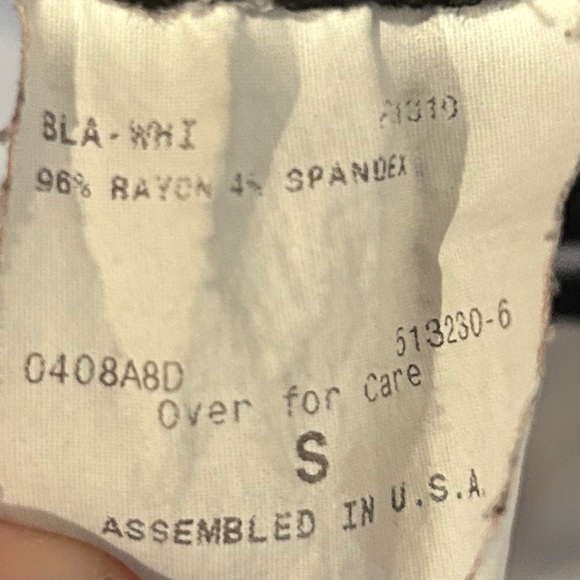 BLA-WHI
96% RAYON 4% SPANDEX
513230-6
0408A8D
Over for Care
S
ASSEMBLED IN U.S.A.